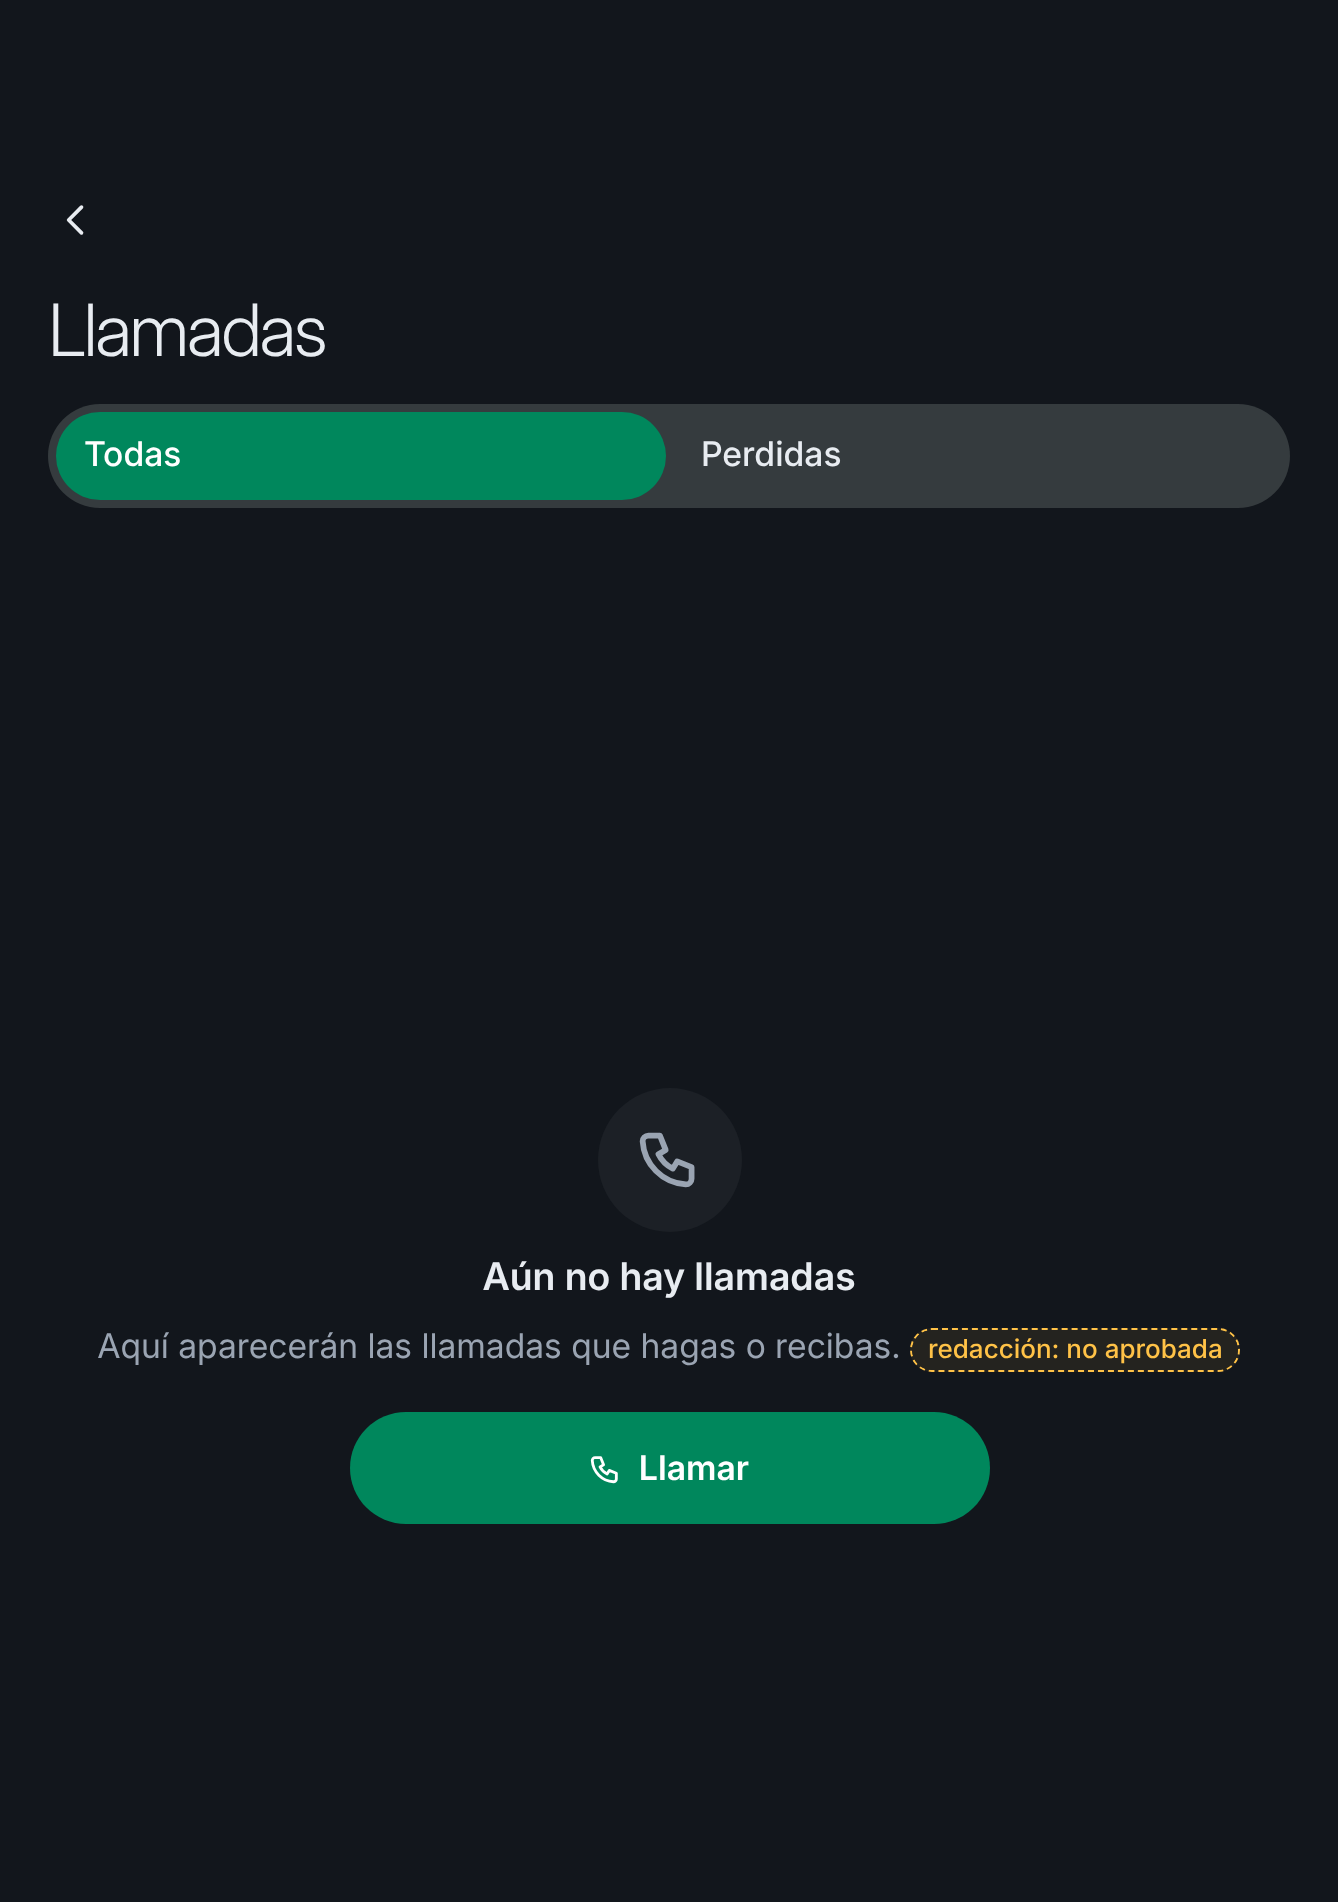 Llamadas
Todas Perdidas
Aún no hay llamadas
Aquí aparecerán las llamadas que hagas o recibas. redacción: no aprobada
Llamar